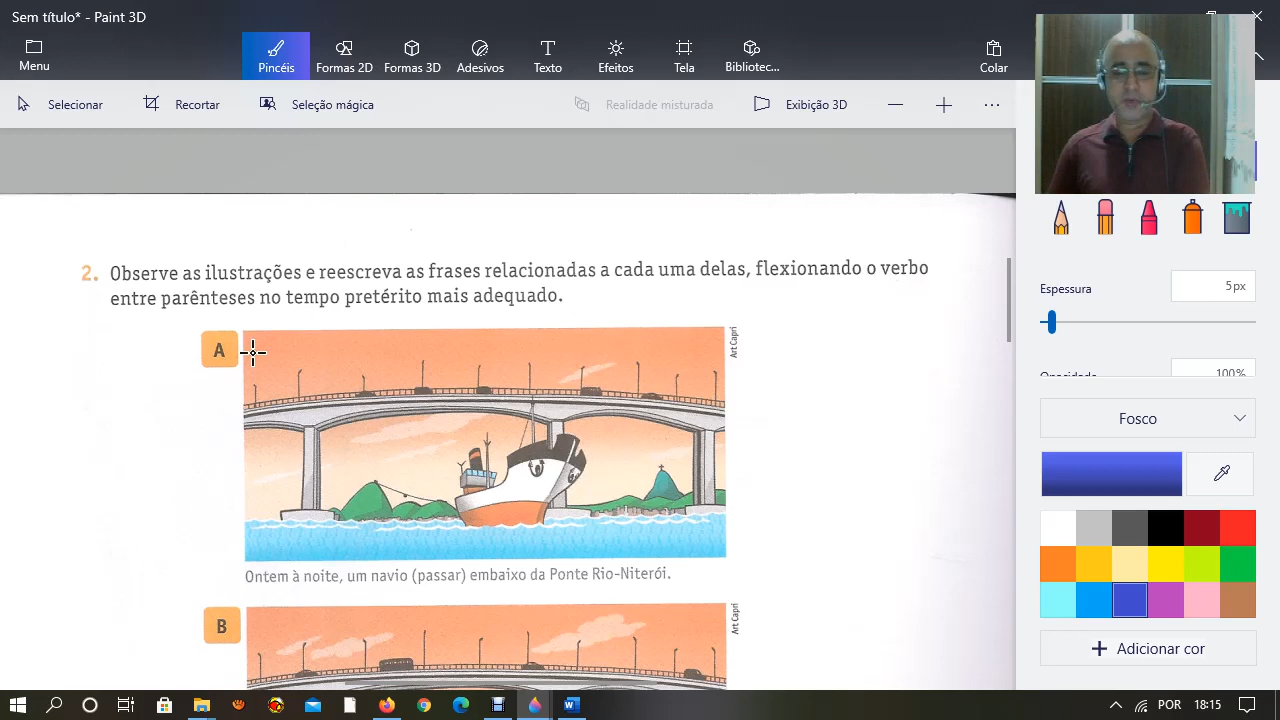 Sem título* - Paint 3D
Menu
Pincéis
Formas 2D
Formas 3D
Adesivos
Texto
Efeitos
Tela
Bibliotec...
Colar
Selecionar
Recortar
Seleção mágica
Realidade misturada
Exibição 3D
Espessura
5px
Opacidade
100%
Fosco
Adicionar cor
2. Observe as ilustrações e reescreva as frases relacionadas a cada uma delas, flexionando o verbo
entre parênteses no tempo pretérito mais adequado.
A
Art Capri
Ontem à noite, um navio (passar) embaixo da Ponte Rio-Niterói.
B
Art Capri
POR
18:15